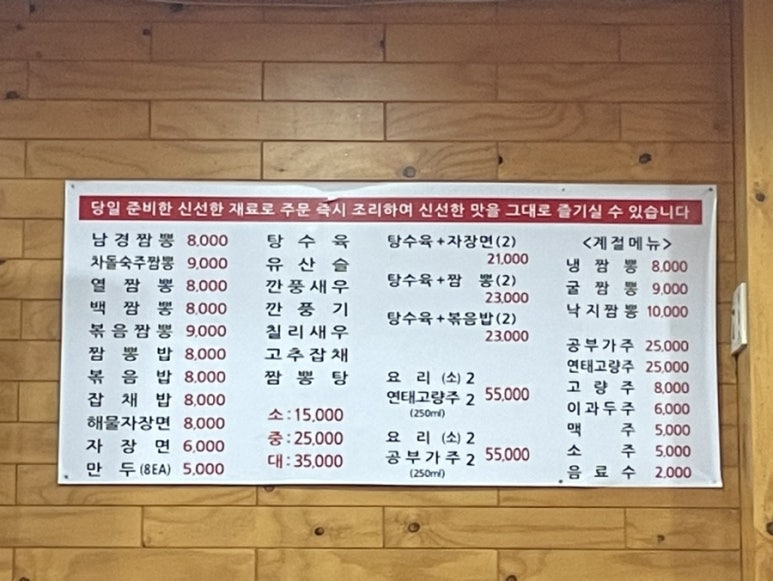 당일 준비한 신선한 재료로 주문 즉시 조리하여 신선한 맛을 그대로 즐기실 수 있습니다
남경짬뽕 8,000
차돌숙주짬뽕 9,000
열 짬 뽕 8,000
백 짬 뽕 8,000
볶음짬뽕 9,000
짬 뽕 밥 8,000
볶 음 밥 8,000
잡 채 밥 8,000
해물자장면 8,000
자 장 면 6,000
만 두(8EA) 5,000
탕 수 육
유 산 슬
깐풍새우
깐 풍 기
칠리새우
고추잡채
짬 뽕 탕
소:15,000
중:25,000
대:35,000
탕수육+자장면(2)
21,000
탕수육+짬 뽕(2)
23,000
탕수육+볶음밥(2)
23,000
요 리 (소) 2
연태고량주 2 55,000
(250ml)
요 리 (소) 2
공부가주 2 55,000
(250ml)
<계절메뉴>
냉 짬 뽕 8,000
굴 짬 뽕 9,000
낙지짬뽕 10,000
공부가주 25,000
연태고량주 25,000
고 량 주 8,000
이과두주 6,000
맥 주 5,000
소 주 5,000
음 료 수 2,000